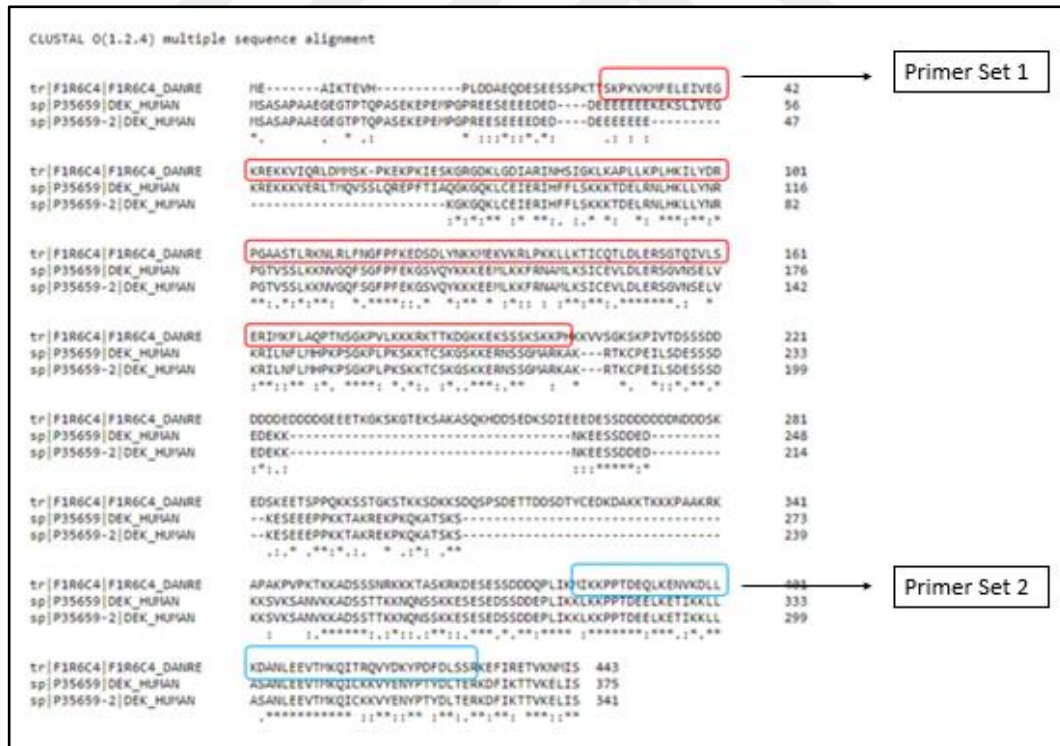 CLUSTAL O(1.2.4) multiple sequence alignment
Primer Set 1
tr|F1R6C4|F1R6C4_DANRE ME-------AIKTEVH----------PLDDAEQDESEESSPKTTSKPKVKMFELEIVEG 42
sp|P35659|DEK_HUMAN MSASAPAAEGEGTPTQPASEKEPEMPGPREESEEEEDED----DEEEEEEEKEKSLIVEG 56
sp|P35659-2|DEK_HUMAN MSASAPAAEGEGTPTQPASEKEPEMPGPREESEEEEDED----DEEEEEEE--------- 47
tr|F1R6C4|F1R6C4_DANRE KREKKVIQRLDMMSK-PKEKPKIESKGRGDKLGDIARINHSIGKLKAPLLKPLHKILYDR 101
sp|P35659|DEK_HUMAN KREKKKVERLTMQVSSLQREPFTIAQGKGQKLCEIERIHFFLSKKKTDELRNLHKLLYNR 116
sp|P35659-2|DEK_HUMAN ----------------------KGKGQKLCEIERIHFFLSKKKTDELRNLHKLLYNR 82
tr|F1R6C4|F1R6C4_DANRE PGAASTLRKNLRLFNGFPFKEDSDLYNKKMEKVKRLPKKLLKTICQTLDLERSGTQIVLS 161
sp|P35659|DEK_HUMAN PGTVSSLKKNVGQFSGFPFEKGSVQYKKKEEMLKKFRNAMLKSICEVLDLERSGVNSELV 176
sp|P35659-2|DEK_HUMAN PGTVSSLKKNVGQFSGFPFEKGSVQYKKKEEMLKKFRNAMLKSICEVLDLERSGVNSELV 142
tr|F1R6C4|F1R6C4_DANRE ERIMKFLAQPTNSGKPVLKKKRKTTKDGKKEKSSSKSKKPHKKVVSGKSKPIVTDSSSDD 221
sp|P35659|DEK_HUMAN KRILNFLMHPKPSGKPLPKSKKTCSKGSKKERNSSGMARKAK---RTKCPEILSDESSSD 233
sp|P35659-2|DEK_HUMAN KRILNFLMHPKPSGKPLPKSKKTCSKGSKKERNSSGMARKAK---RTKCPEILSDESSSD 199
tr|F1R6C4|F1R6C4_DANRE 281
sp|P35659|DEK_HUMAN EDEKK------------------------------------NKEESSDDED--------- 248
sp|P35659-2|DEK_HUMAN EDEKK------------------------------------NKEESSDDED--------- 214
tr|F1R6C4|F1R6C4_DANRE EDSKEETSPPQKKSSTGKSTKKSDKKSDQSPSDETTDDSDTYCEDKDAKKTKKKPAAKRK 341
sp|P35659|DEK_HUMAN --KESEEEPPKKTAKREKPKQKATSKS--------------------------------- 273
sp|P35659-2|DEK_HUMAN --KESEEEPPKKTAKREKPKQKATSKS--------------------------------- 239
tr|F1R6C4|F1R6C4_DANRE APAKPVPKTKKADSSSNRKKKTASKRKDESESSDDDQPLIKMIKKPPTDEQLKENVKDLL 401
Primer Set 2
sp|P35659|DEK_HUMAN KKSVKSANVKKADSSTTKKNQNSSKKESESEDSSDDEPLIKKLKKPPTDEELKETIKKLL 333
sp|P35659-2|DEK_HUMAN KKSVKSANVKKADSSTTKKNQNSSKKESESEDSSDDEPLIKKLKKPPTDEELKETIKKLL 299
tr|F1R6C4|F1R6C4_DANRE KDANLEEVTMKQITRQVYDKYPDFDLSSRKEFIRETVKNMIS 443
sp|P35659|DEK_HUMAN ASANLEEVTMKQICKKVYENYPTYDLTERKDFIKTTVKELIS 375
sp|P35659-2|DEK_HUMAN ASANLEEVTMKQICKKVYENYPTYDLTERKDFIKTTVKELIS 341